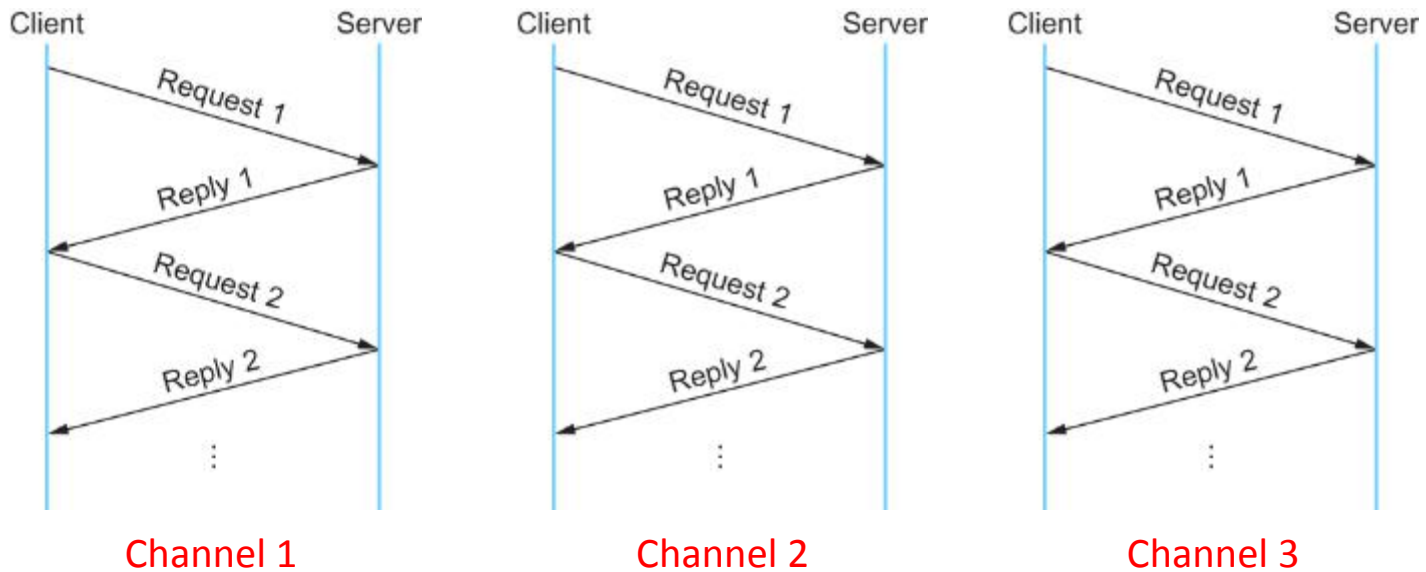 Client Server
Request 1
Reply 1
Request 2
Reply 2
⋮
Channel 1
Client Server
Request 1
Reply 1
Request 2
Reply 2
⋮
Channel 2
Client Server
Request 1
Reply 1
Request 2
Reply 2
⋮
Channel 3